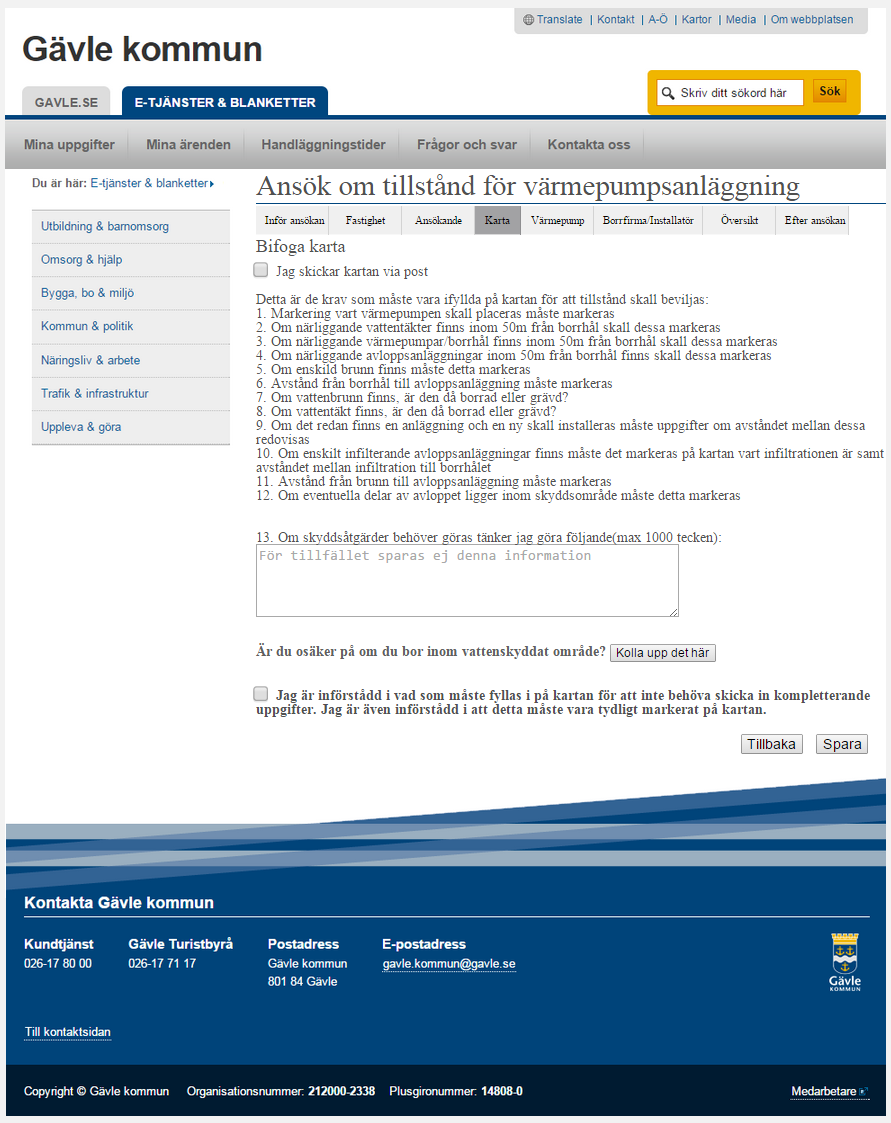 Translate | Kontakt | A-Ö | Kartor | Media | Om webbplatsen
Gävle kommun
GAVLE.SE E-TJÄNSTER & BLANKETTER
Skriv ditt sökord här Sök
Mina uppgifter Mina ärenden Handläggningstider Frågor och svar Kontakta oss
Du är här: E-tjänster & blanketter
Utbildning & barnomsorg
Omsorg & hjälp
Bygga, bo & miljö
Kommun & politik
Näringsliv & arbete
Trafik & infrastruktur
Uppleva & göra
Ansök om tillstånd för värmepumpsanläggning
Inför ansökan Fastighet Ansökande Karta Värmepump Borrfirma/Installatör Översikt Efter ansökan
Bifoga karta
Jag skickar kartan via post
Detta är de krav som måste vara ifyllda på kartan för att tillstånd skall beviljas:
1. Markering vart värmepumpen skall placeras måste markeras
2. Om närliggande vattentäkter finns inom 50m från borrhål skall dessa markeras
3. Om närliggande värmepumpar/borrhål finns inom 50m från borrhål skall dessa markeras
4. Om närliggande avloppsanläggningar inom 50m från borrhål finns skall dessa markeras
5. Om enskild brunn finns måste detta markeras
6. Avstånd från borrhål till avloppsanläggning måste markeras
7. Om vattenbrunn finns, är den då borrad eller grävd?
8. Om vattentäkt finns, är den då borrad eller grävd?
9. Om det redan finns en anläggning och en ny skall installeras måste uppgifter om avståndet mellan dessa
redovisas
10. Om enskilt infilterande avloppsanläggningar finns måste det markeras på kartan vart infiltrationen är samt
avståndet mellan infiltration till borrhålet
11. Avstånd från brunn till avloppsanläggning måste markeras
12. Om eventuella delar av avloppet ligger inom skyddsområde måste detta markeras
13. Om skyddsåtgärder behöver göras tänker jag göra följande(max 1000 tecken):
För tillfället sparas ej denna information
Är du osäker på om du bor inom vattenskyddat område? Kolla upp det här
Jag är införstådd i vad som måste fyllas i på kartan för att inte behöva skicka in kompletterande
uppgifter. Jag är även införstådd i att detta måste vara tydligt markerat på kartan.
Tillbaka Spara
Kontakta Gävle kommun
Kundtjänst Gävle Turistbyrå Postadress E-postadress
026-17 80 00 026-17 71 17 Gävle kommun gavle.kommun@gavle.se
801 84 Gävle
Gävle
KOMMUN
Till kontaktsidan
Copyright © Gävle kommun Organisationsnummer: 212000-2338 Plusgironummer: 14808-0 Medarbetare